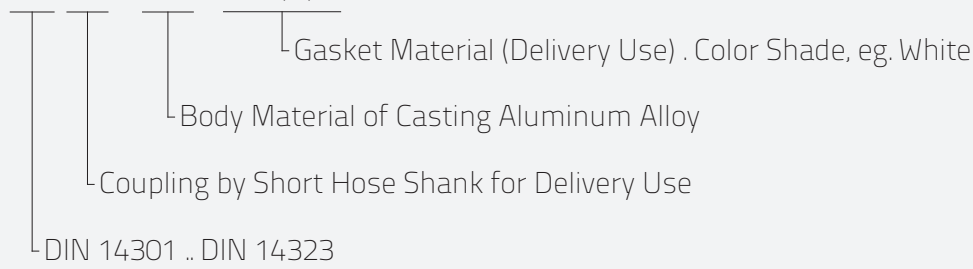 Gasket Material (Delivery Use) . Color Shade, eg. White
Body Material of Casting Aluminum Alloy
Coupling by Short Hose Shank for Delivery Use
DIN 14301 .. DIN 14323